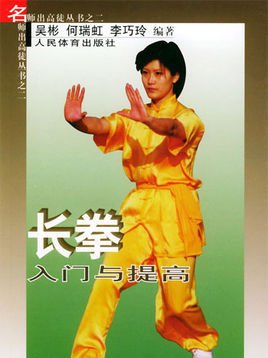 名师出高徒丛书之二
师出高徒丛书之二
吴彬 何瑞虹 李巧玲 编著
人民体育出版社
长拳
入门与提高